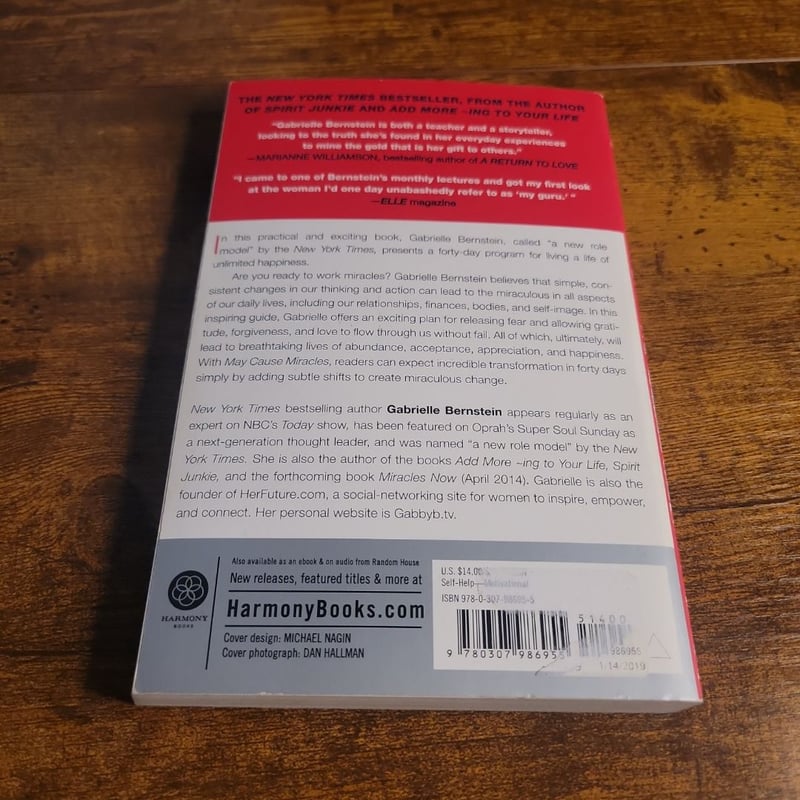 THE NEW YORK TIMES BESTSELLER, FROM THE AUTHOR
OF SPIRIT JUNKIE AND ADD MORE –ING TO YOUR LIFE
“Gabrielle Bernstein is both a teacher and a storyteller,
looking to the truth she’s found in her everyday experiences
to mine the gold that is her gift to others.”
—MARIANNE WILLIAMSON, bestselling author of A RETURN TO LOVE
“I came to one of Bernstein’s monthly lectures and got my first look
at the woman I’d one day unabashedly refer to as ‘my guru.’ ”
—ELLE magazine
In this practical and exciting book, Gabrielle Bernstein, called “a new role
model” by the New York Times, presents a forty-day program for living a life of
unlimited happiness.
Are you ready to work miracles? Gabrielle Bernstein believes that simple, con-
sistent changes in our thinking and action can lead to the miraculous in all aspects
of our daily lives, including our relationships, finances, bodies, and self-image. In this
inspiring guide, Gabrielle offers an exciting plan for releasing fear and allowing grati-
tude, forgiveness, and love to flow through us without fail. All of which, ultimately, will
lead to breathtaking lives of abundance, acceptance, appreciation, and happiness.
With May Cause Miracles, readers can expect incredible transformation in forty days
simply by adding subtle shifts to create miraculous change.
New York Times bestselling author Gabrielle Bernstein appears regularly as an
expert on NBC’s Today show, has been featured on Oprah’s Super Soul Sunday as
a next-generation thought leader, and was named “a new role model” by the New
York Times. She is also the author of the books Add More –ing to Your Life, Spirit
Junkie, and the forthcoming book Miracles Now (April 2014). Gabrielle is also the
founder of HerFuture.com, a social-networking site for women to inspire, empower,
and connect. Her personal website is Gabbyb.tv.
HARMONY
BOOKS
Also available as an ebook & on audio from Random House
New releases, featured titles & more at
HarmonyBooks.com
Cover design: MICHAEL NAGIN
Cover photograph: DAN HALLMAN
U.S. $14.00
Self-Help—Motivational
ISBN 978-0-307-98695-5
51400
9 780307 986955
986955
1/14/2019